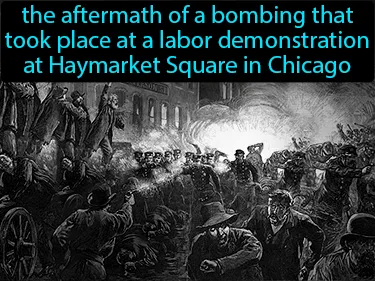 the aftermath of a bombing that
took place at a labor demonstration
at Haymarket Square in Chicago